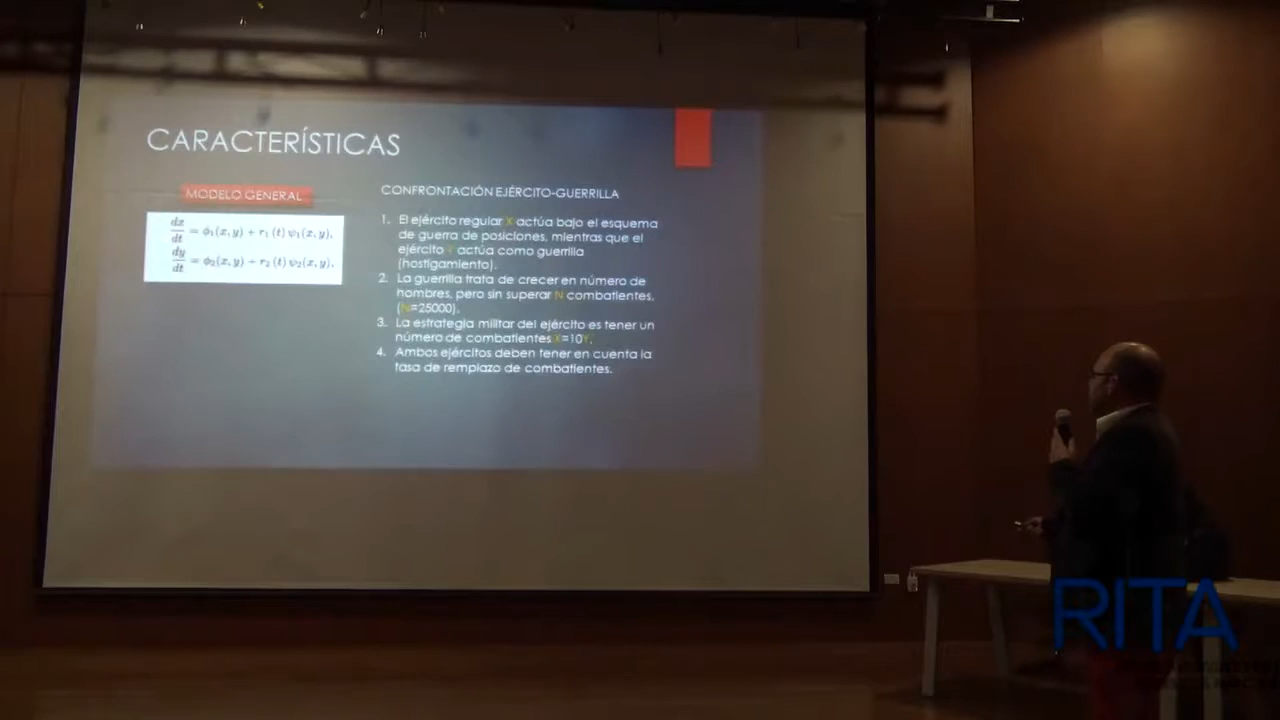 CARACTERÍSTICAS
MODELO GENERAL
dx/dt = ϕ₁(x, y) + r₁ (t) ψ₁(x, y),
dy/dt = ϕ₂(x, y) + r₂ (t) ψ₂(x, y),
CONFRONTACIÓN EJÉRCITO-GUERRILLA
1. El ejército regular X actúa bajo el esquema
de guerra de posiciones, mientras que el
ejército Y actúa como guerrilla
(hostigamiento).
2. La guerrilla trata de crecer en número de
hombres, pero sin superar N combatientes,
(N=25000).
3. La estrategia militar del ejército es tener un
número de combatientes X=10Y.
4. Ambos ejércitos deben tener en cuenta la
tasa de remplazo de combatientes.
RITA